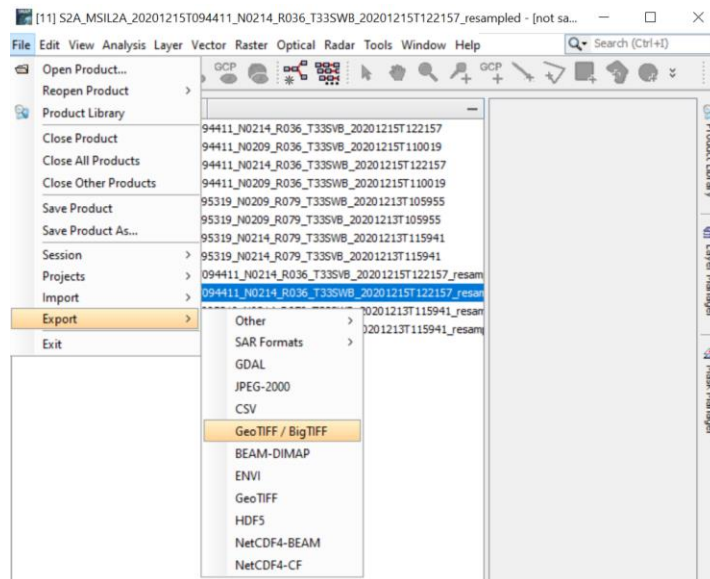 [11] S2A_MSIL2A_20201215T094411_N0214_R036_T33SWB_20201215T122157_resampled - [not sa...
File Edit View Analysis Layer Vector Raster Optical Radar Tools Window Help
Search (Ctrl+I)
Open Product...
GCP
GCP
Reopen Product
Product Library
Close Product
94411_N0214_R036_T33SVB_20201215T122157
94411_N0209_R036_T33SVB_20201215T110019
Close All Products
94411_N0214_R036_T33SWB_20201215T122157
Close Other Products
94411_N0209_R036_T33SWB_20201215T110019
Save Product
95319_N0209_R079_T33SVB_20201213T105955
95319_N0209_R079_T33SWB_20201213T105955
Save Product As...
95319_N0214_R079_T33SVB_20201213T115941
Session
95319_N0214_R079_T33SWB_20201213T115941
Projects
094411_N0214_R036_T33SVB_20201215T122157_resam
Import
094411_N0214_R036_T33SWB_20201215T122157_resam
Export
20201213T115941_resam
Other
0201213T115941_resamp
Exit
SAR Formats
GDAL
JPEG-2000
CSV
GeoTIFF / BigTIFF
BEAM-DIMAP
ENVI
GeoTIFF
HDF5
NetCDF4-BEAM
NetCDF4-CF
Product Library
Layer Manager
Mask Manager